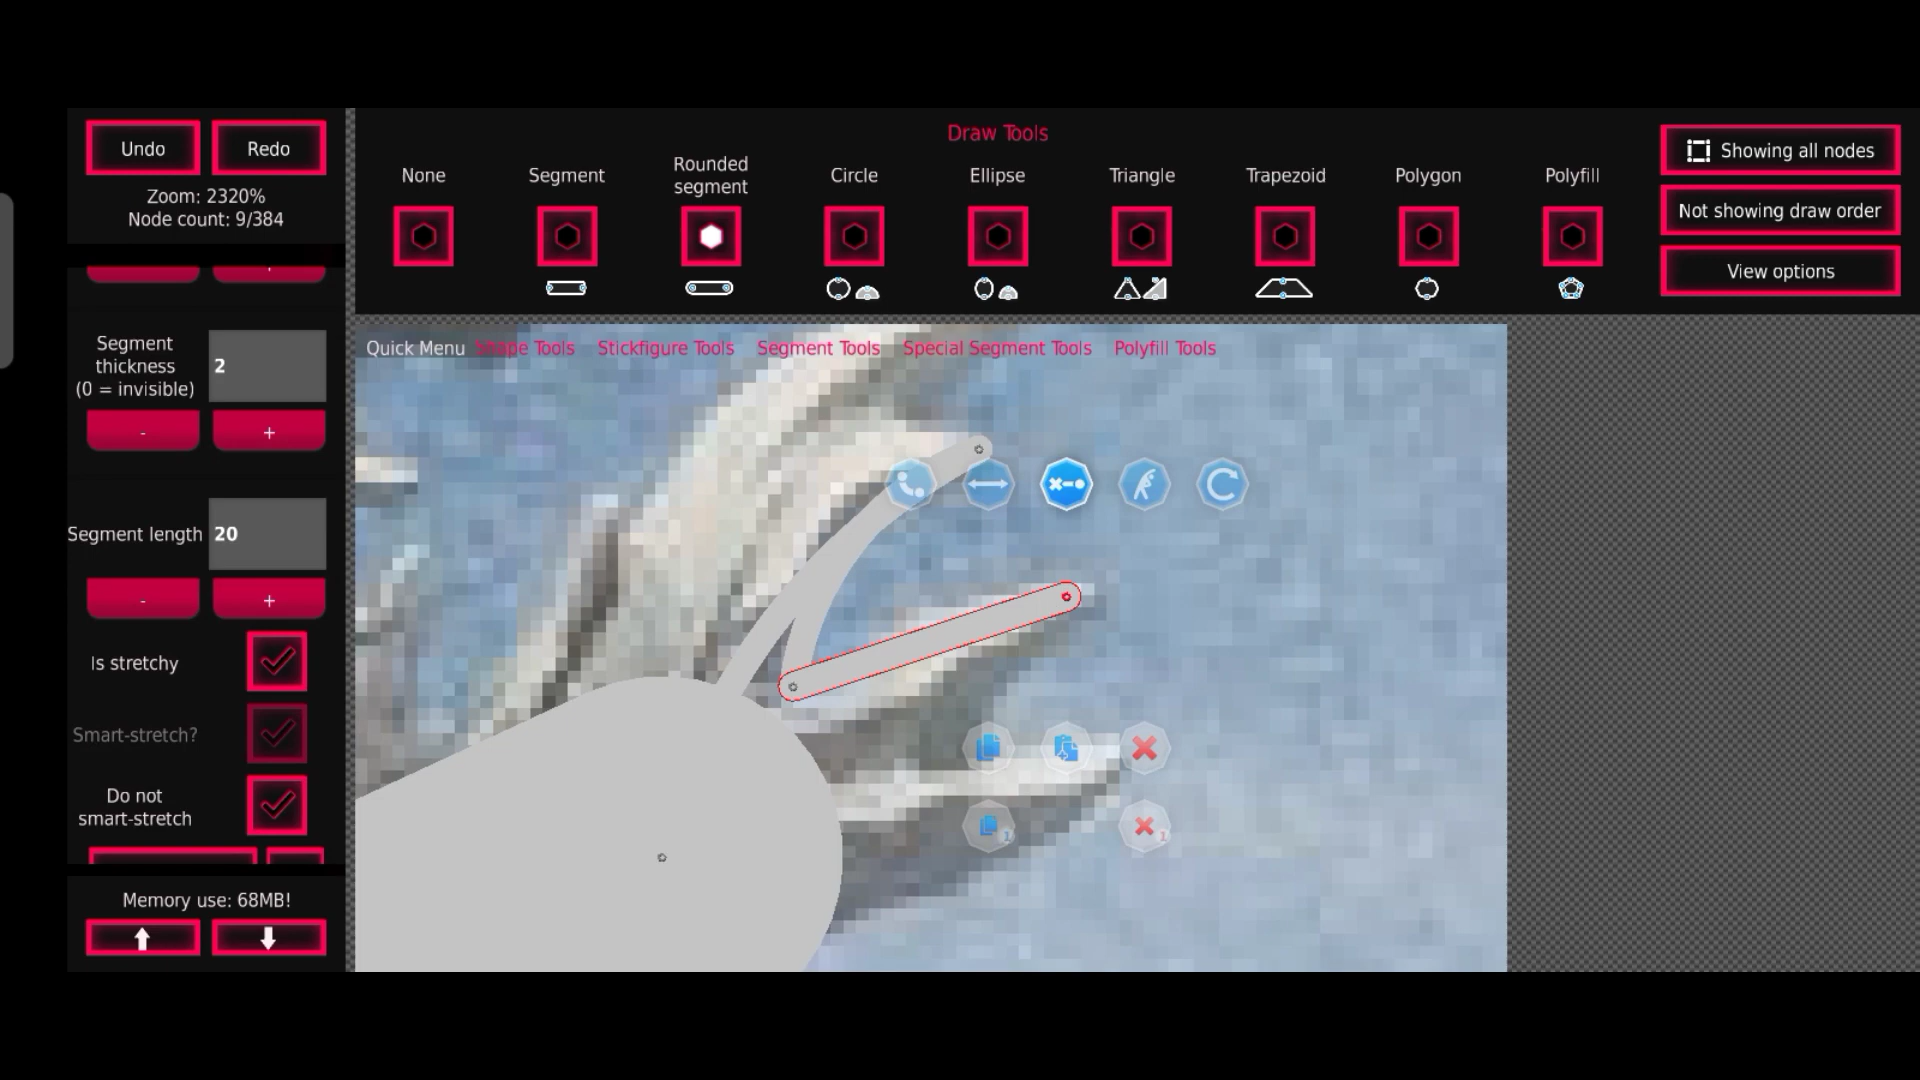 Undo
Redo
Zoom: 2320%
Node count: 9/384
Segment
thickness
(0 = invisible)
2
-
+
Segment length
20
-
+
Is stretchy
Smart-stretch?
Do not
smart-stretch
Memory use: 68MB!
Draw Tools
None
Segment
Rounded
segment
Circle
Ellipse
Triangle
Trapezoid
Polygon
Polyfill
Showing all nodes
Not showing draw order
View options
Quick Menu
Shape Tools
Stickfigure Tools
Segment Tools
Special Segment Tools
Polyfill Tools
1
1